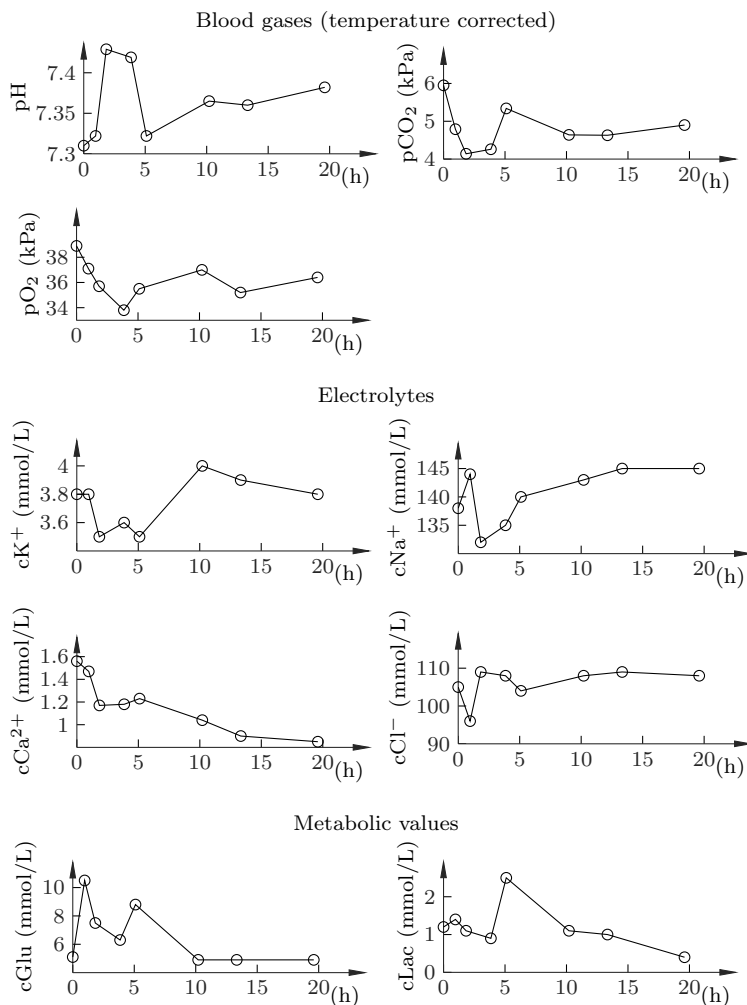 Blood gases (temperature corrected)
pH
7.4
7.35
7.3
0 5 10 15 20 (h)
pCO₂ (kPa)
6
5
4
0 5 10 15 20 (h)
pO₂ (kPa)
38
36
34
0 5 10 15 20 (h)
Electrolytes
cK⁺ (mmol/L)
4
3.8
3.6
0 5 10 15 20 (h)
cNa⁺ (mmol/L)
145
140
135
0 5 10 15 20 (h)
cCa²⁺ (mmol/L)
1.6
1.4
1.2
1
0 5 10 15 20 (h)
cCl⁻ (mmol/L)
110
100
90
0 5 10 15 20 (h)
Metabolic values
cGlu (mmol/L)
10
8
6
0 5 10 15 20 (h)
cLac (mmol/L)
2
1
0
0 5 10 15 20 (h)